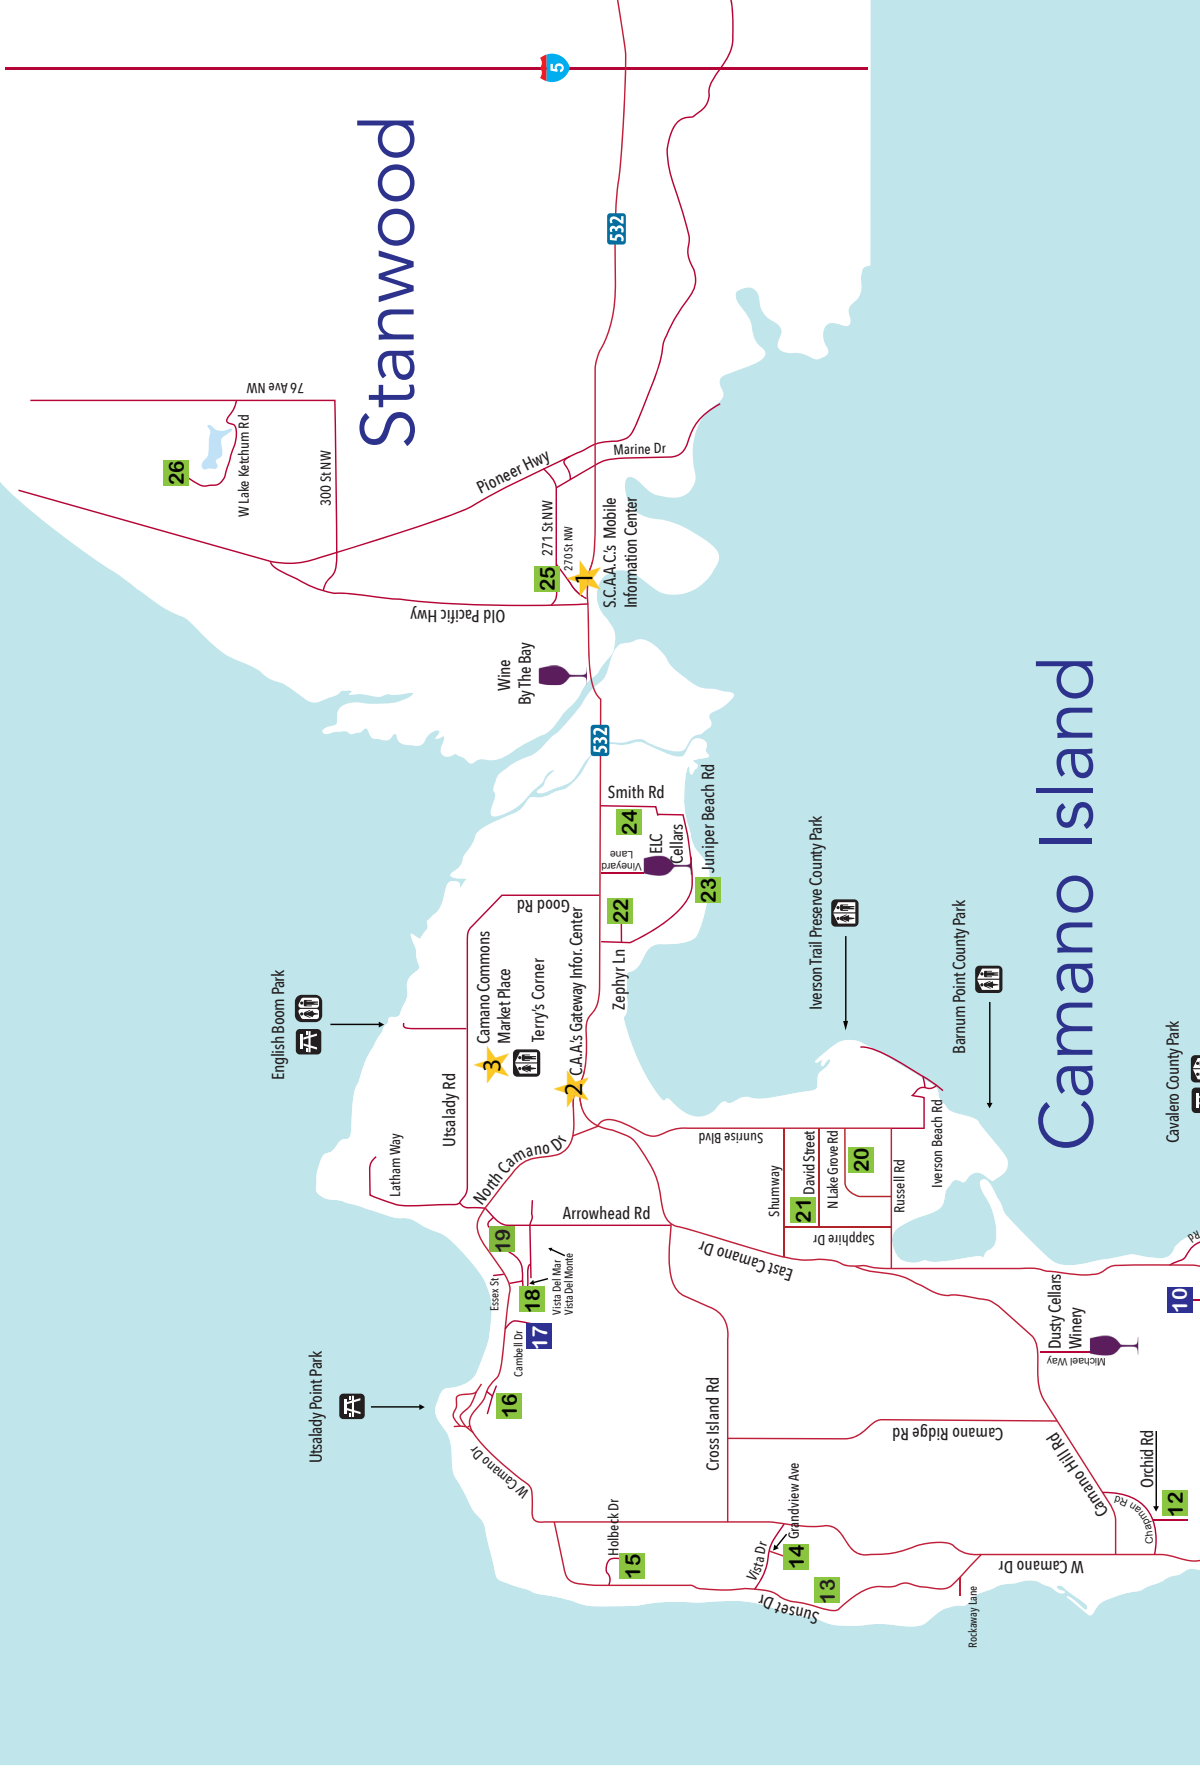 5
Stanwood
532
76 Ave NW
W Lake Ketchum Rd
26
300 St NW
Pioneer Hwy
Marine Dr
271 St NW
270 St NW
25
1
S.C.A.A.C.'s Mobile
Information Center
Old Pacific Hwy
Wine
By The Bay
532
Smith Rd
24
ELC
Cellars
Vineyard
Lane
Juniper Beach Rd
23
22
Good Rd
Zephyr Ln
C.A.A.'s Gateway Infor. Center
2
Camano Commons
Market Place
3
Terry's Corner
English Boom Park
Utsalady Rd
Latham Way
North Camano Dr
Iverson Trail Preserve County Park
Barnum Point County Park
Camano Island
Cavalero County Park
Sunrise Blvd
Iverson Beach Rd
Shumway
David Street
21
N Lake Grove Rd
20
Russell Rd
Sapphire Dr
Arrowhead Rd
East Camano Dr
19
Essex St
18
Vista Del Mar
Vista Del Monte
Cambell Dr
17
16
Utsalady Point Park
W Camano Dr
Cross Island Rd
Camano Ridge Rd
Dusty Cellars
Winery
Michael Way
10
Rd
Camano Hill Rd
Orchid Rd
12
Chapman Rd
Holbeck Dr
15
Grandview Ave
Vista Dr
14
13
Sunset Dr
W Camano Dr
Rockaway Lane